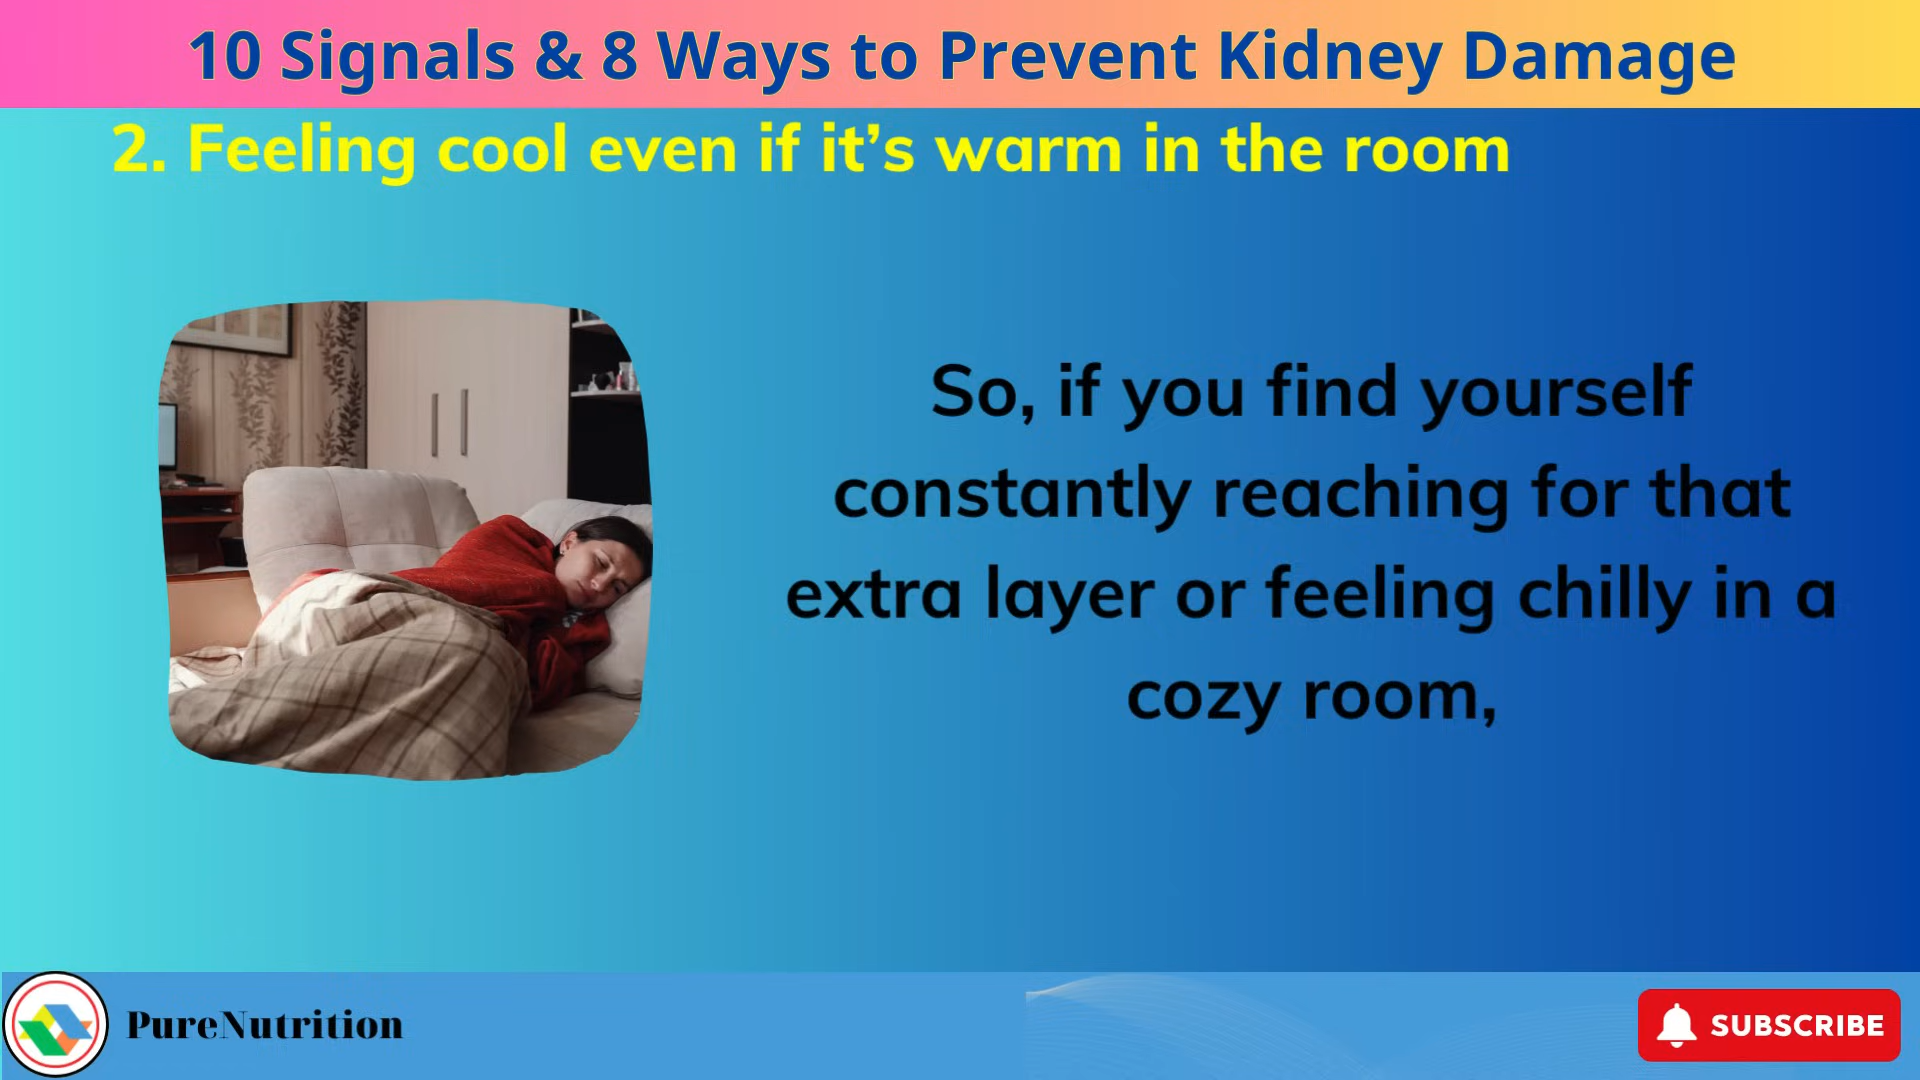 10 Signals & 8 Ways to Prevent Kidney Damage
2. Feeling cool even if it’s warm in the room
So, if you find yourself
constantly reaching for that
extra layer or feeling chilly in a
cozy room,
PureNutrition
SUBSCRIBE